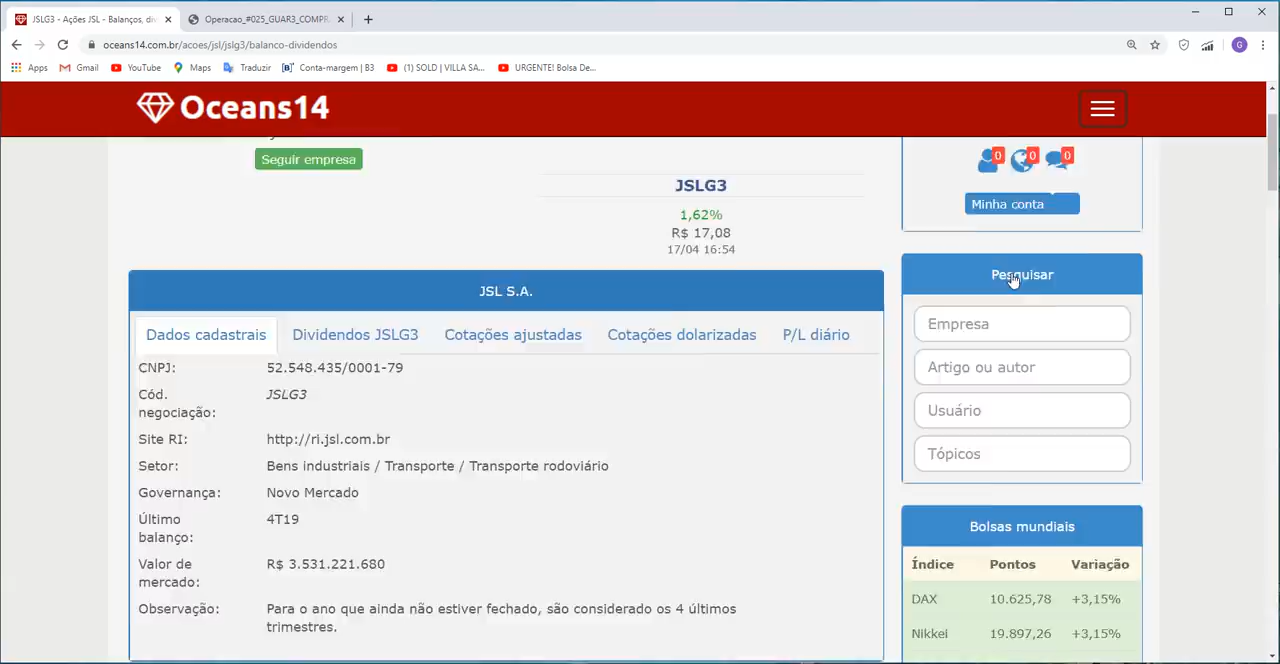 JSLG3 - Ações JSL - Balanços, di
Operacao_#025_GUAR3_COMPR
oceans14.com.br/acoes/jsl/jslg3/balanco-dividendos
G
Apps Gmail YouTube Maps Traduzir Conta-margem | B3 (1) SOLD | VILLA SA... URGENTE! Bolsa De...
Oceans14
Seguir empresa
0 0 0
JSLG3
Minha conta
1,62%
R$ 17,08
17/04 16:54
Pesquisar
JSL S.A.
Empresa
Dados cadastrais Dividendos JSLG3 Cotações ajustadas Cotações dolarizadas P/L diário
CNPJ: 52.548.435/0001-79
Artigo ou autor
Cód.
negociação:
JSLG3
Usuário
Site RI: http://ri.jsl.com.br
Tópicos
Setor: Bens industriais / Transporte / Transporte rodoviário
Governança: Novo Mercado
Último
balanço:
4T19
Bolsas mundiais
Valor de
mercado:
R$ 3.531.221.680
Índice Pontos Variação
DAX 10.625,78 +3,15%
Observação: Para o ano que ainda não estiver fechado, são considerado os 4 últimos
trimestres.
Nikkei 19.897,26 +3,15%